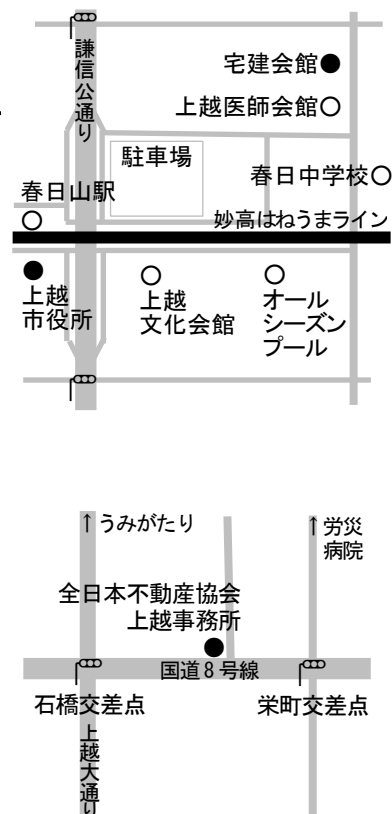 謙信公通り
宅建会館
上越医師会館
駐車場
春日中学校
春日山駅
妙高はねうまライン
上越
市役所
上越
文化会館
オール
シーズン
プール
↑うみがたり
↑労災
病院
全日本不動産協会
上越事務所
国道8号線
石橋交差点
栄町交差点
上越大通り